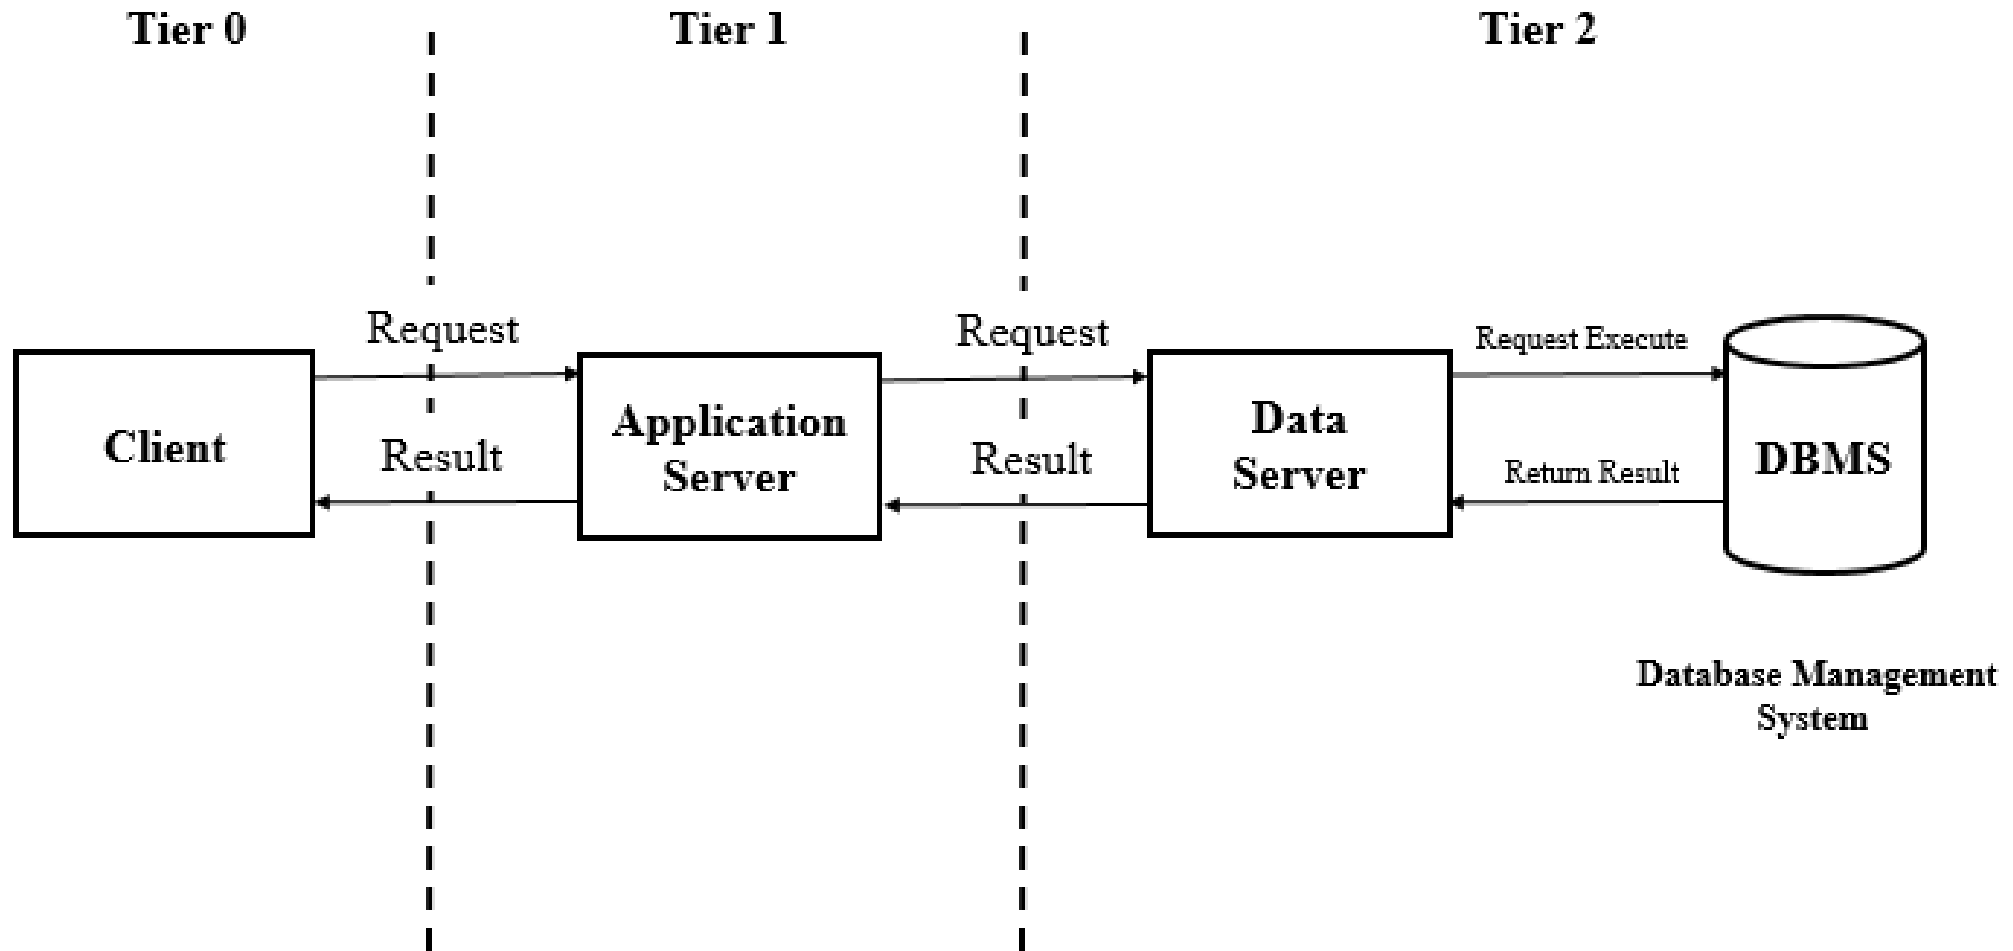 Tier 0
Tier 1
Tier 2
Request
Request
Request Execute
Client
Result
Application
Server
Result
Data
Server
Return Result
DBMS
Database Management
System